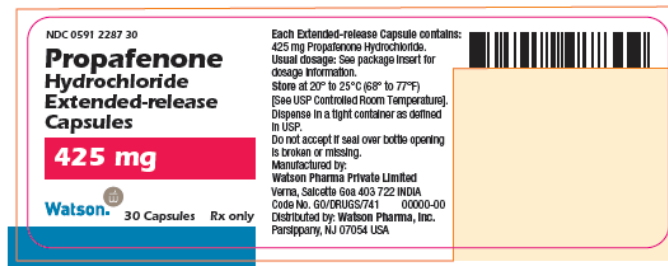 NDC 0591 2287 30
Propafenone
Hydrochloride
Extended-release
Capsules
425 mg
Watson.
30 Capsules Rx only
Each Extended-release Capsule contains:
425 mg Propafenone Hydrochloride.
Usual dosage: See package insert for
dosage information.
Store at 20° to 25°C (68° to 77°F)
[See USP Controlled Room Temperature].
Dispense in a tight container as defined
in USP.
Do not accept if seal over bottle opening
is broken or missing.
Manufactured by:
Watson Pharma Private Limited
Verna, Salcette Goa 403 722 INDIA
Code No. GO/DRUGS/741 00000-00
Distributed by: Watson Pharma, Inc.
Parsippany, NJ 07054 USA